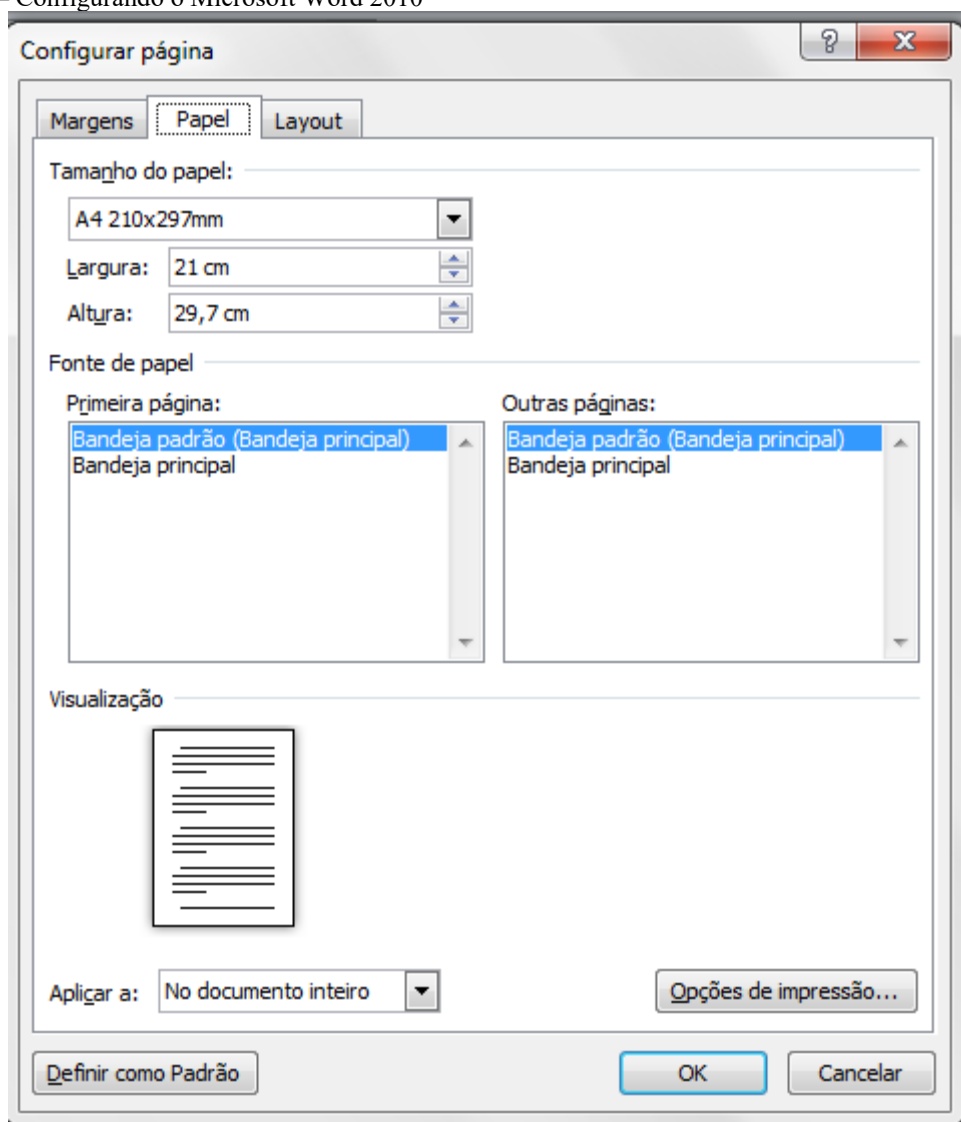 – Configurando o Microsoft Word 2010
Configurar página
Margens Papel Layout
Tamanho do papel:
A4 210x297mm
Largura: 21 cm
Altura: 29,7 cm
Fonte de papel
Primeira página: Outras páginas:
Bandeja padrão (Bandeja principal) Bandeja padrão (Bandeja principal)
Bandeja principal Bandeja principal
Visualização
Aplicar a: No documento inteiro Opções de impressão...
Definir como Padrão OK Cancelar